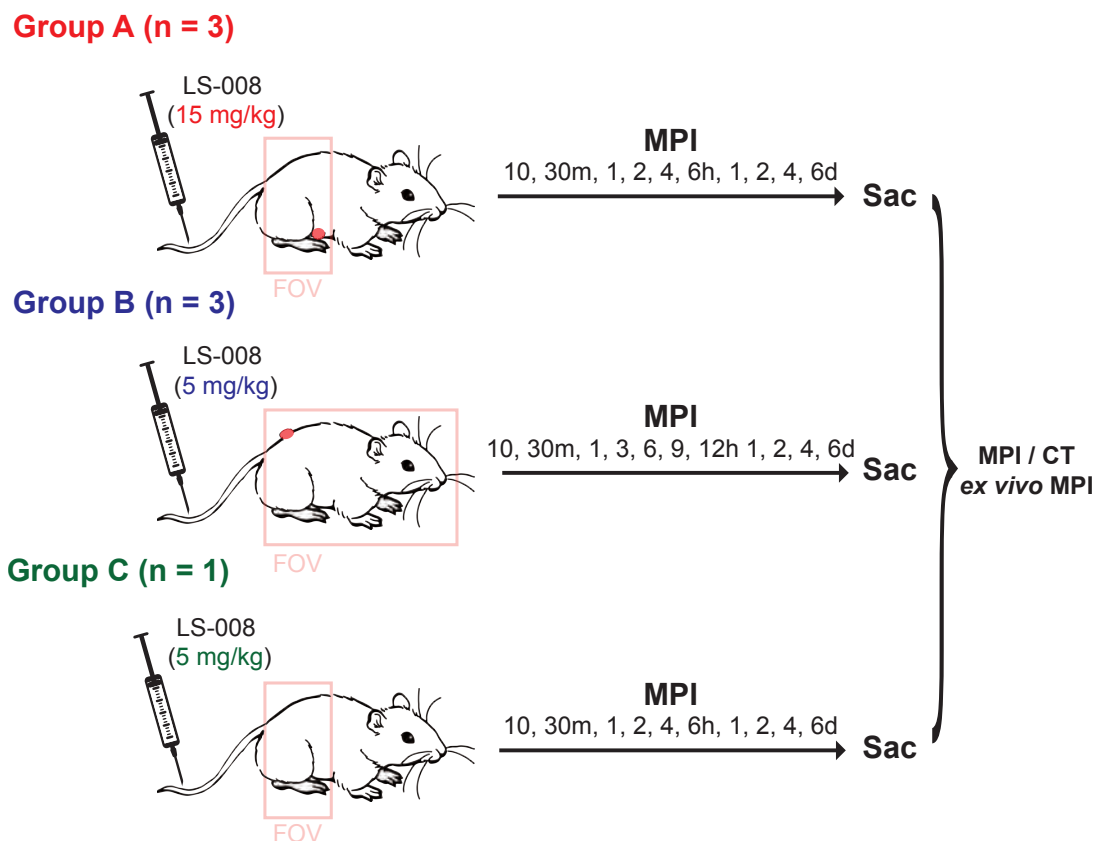 Group A (n = 3)
LS-008
(15 mg/kg)
FOV
MPI
10, 30m, 1, 2, 4, 6h, 1, 2, 4, 6d
Sac
Group B (n = 3)
LS-008
(5 mg/kg)
FOV
MPI
10, 30m, 1, 3, 6, 9, 12h 1, 2, 4, 6d
Sac
Group C (n = 1)
LS-008
(5 mg/kg)
FOV
MPI
10, 30m, 1, 2, 4, 6h, 1, 2, 4, 6d
Sac
MPI / CT
ex vivo MPI